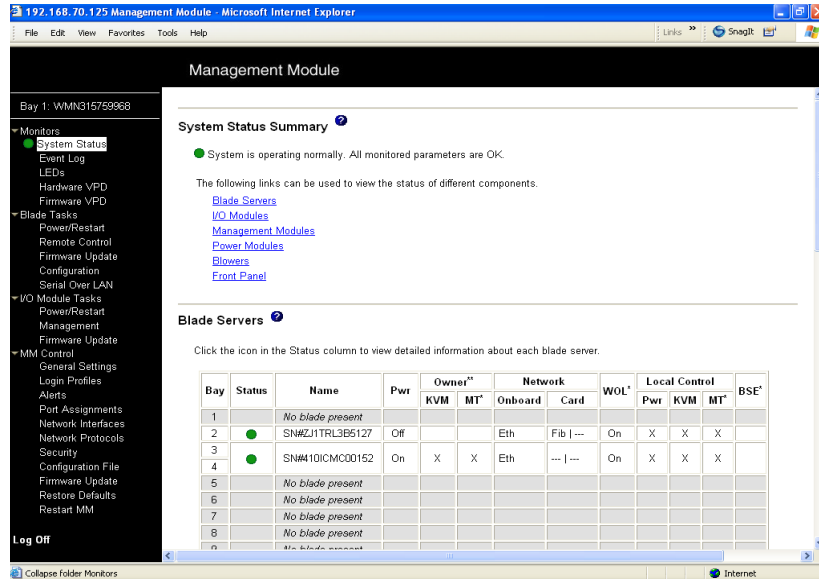 192.168.70.125 Management Module - Microsoft Internet Explorer
File Edit View Favorites Tools Help
Links » SnagIt
Management Module
Bay 1: WMN315759968
Monitors
System Status
Event Log
LEDs
Hardware VPD
Firmware VPD
Blade Tasks
Power/Restart
Remote Control
Firmware Update
Configuration
Serial Over LAN
I/O Module Tasks
Power/Restart
Management
Firmware Update
MM Control
General Settings
Login Profiles
Alerts
Port Assignments
Network Interfaces
Network Protocols
Security
Configuration File
Firmware Update
Restore Defaults
Restart MM
Log Off
System Status Summary ?
System is operating normally. All monitored parameters are OK.
The following links can be used to view the status of different components.
Blade Servers
I/O Modules
Management Modules
Power Modules
Blowers
Front Panel
Blade Servers ?
Click the icon in the Status column to view detailed information about each blade server.
Bay Status Name Pwr Owner** Network WOL* Local Control BSE*
KVM MT* Onboard Card Pwr KVM MT*
1 No blade present
2 SN#ZJ1TRL3B5127 Off Eth Fib | --- On X X X
3
4 SN#410ICMC00152 On X X Eth --- | --- On X X X
5 No blade present
6 No blade present
7 No blade present
8 No blade present
9 No blade present
Collapse folder Monitors
Internet